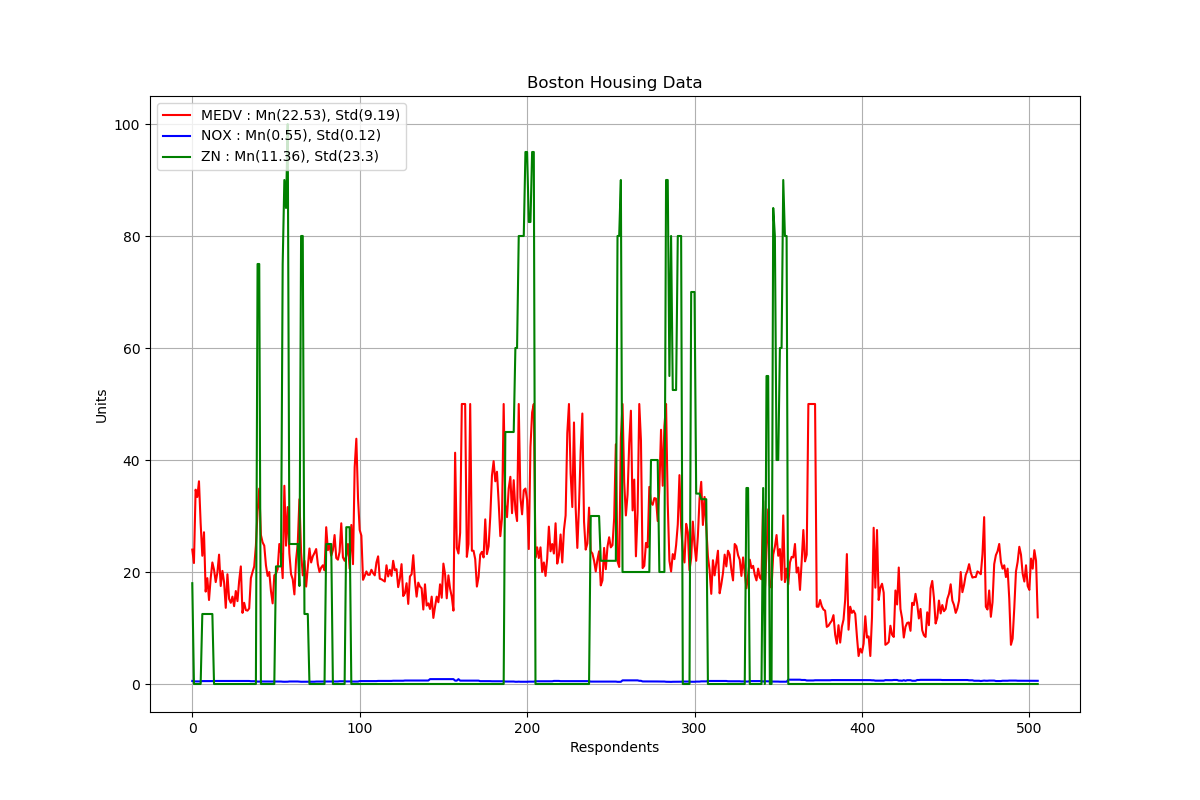 Boston Housing Data
MEDV : Mn(22.53), Std(9.19)
NOX : Mn(0.55), Std(0.12)
ZN : Mn(11.36), Std(23.3)
100
80
60
40
20
0
Units
0 100 200 300 400 500
Respondents